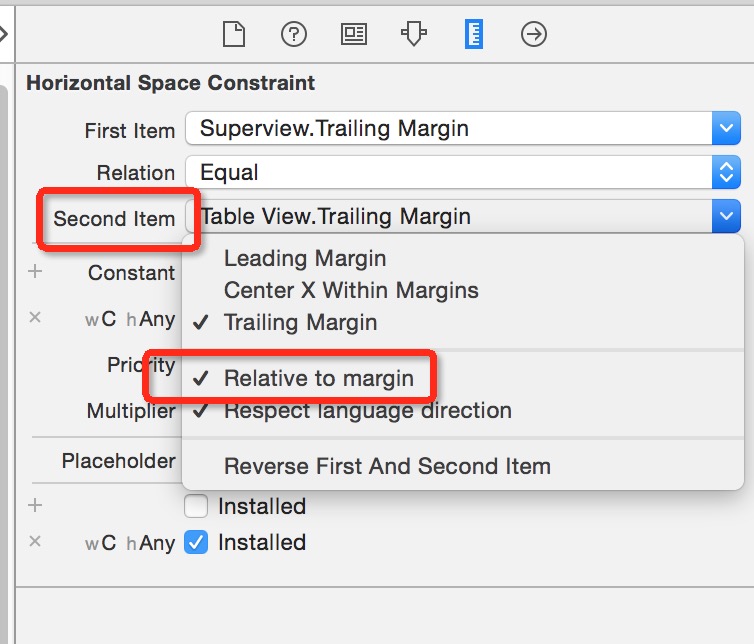 Horizontal Space Constraint
First Item Superview.Trailing Margin
Relation Equal
Second Item Table View.Trailing Margin
Leading Margin
+ Constant
Center X Within Margins
× wC hAny ✓ Trailing Margin
Priority
✓ Relative to margin
Multiplier ✓ Respect language direction
Placeholder
Reverse First And Second Item
+ Installed
× wC hAny Installed